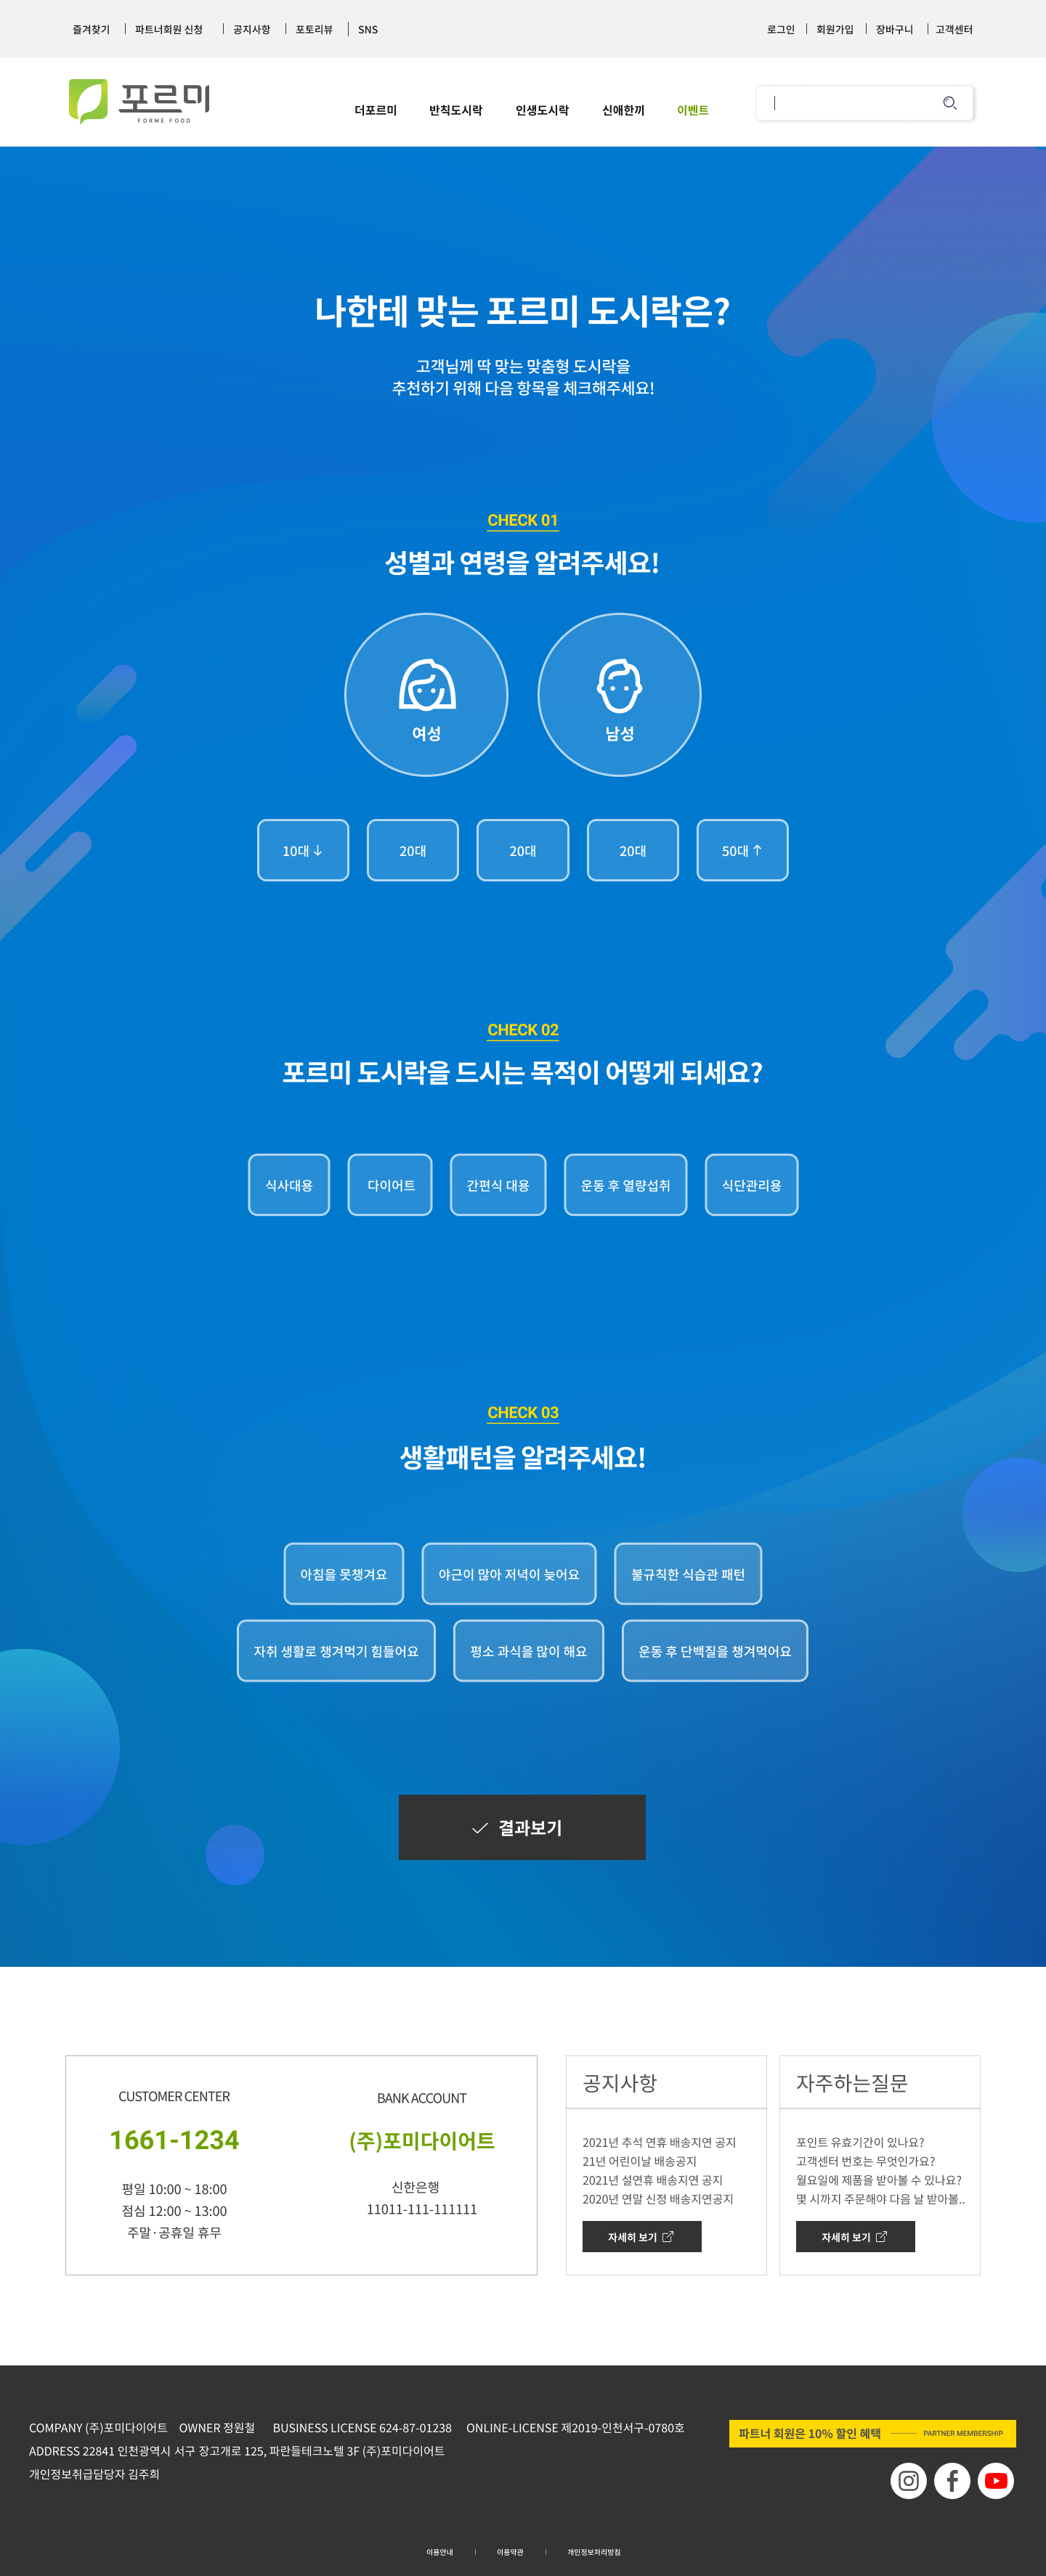 즐겨찾기 파트너회원 신청 공지사항 포토리뷰 SNS 로그인 회원가입 장바구니 고객센터
포르미
FORME FOOD
더포르미 반칙도시락 인생도시락 신애한끼 이벤트
나한테 맞는 포르미 도시락은?
고객님께 딱 맞는 맞춤형 도시락을
추천하기 위해 다음 항목을 체크해주세요!
CHECK 01
성별과 연령을 알려주세요!
여성 남성
10대 ↓ 20대 20대 20대 50대 ↑
CHECK 02
포르미 도시락을 드시는 목적이 어떻게 되세요?
식사대용 다이어트 간편식 대용 운동 후 열량섭취 식단관리용
CHECK 03
생활패턴을 알려주세요!
아침을 못챙겨요 야근이 많아 저녁이 늦어요 불규칙한 식습관 패턴
자취 생활로 챙겨먹기 힘들어요 평소 과식을 많이 해요 운동 후 단백질을 챙겨먹어요
결과보기
CUSTOMER CENTER
1661-1234
평일 10:00 ~ 18:00
점심 12:00 ~ 13:00
주말·공휴일 휴무
BANK ACCOUNT
(주)포미다이어트
신한은행
11011-111-111111
공지사항
2021년 추석 연휴 배송지연 공지
21년 어린이날 배송공지
2021년 설연휴 배송지연 공지
2020년 연말 신정 배송지연공지
자세히 보기
자주하는질문
포인트 유효기간이 있나요?
고객센터 번호는 무엇인가요?
월요일에 제품을 받아볼 수 있나요?
몇 시까지 주문해야 다음 날 받아볼..
자세히 보기
COMPANY (주)포미다이어트 OWNER 정원철 BUSINESS LICENSE 624-87-01238 ONLINE-LICENSE 제2019-인천서구-0780호
ADDRESS 22841 인천광역시 서구 장고개로 125, 파란들테크노텔 3F (주)포미다이어트
개인정보취급담당자 김주희
파트너 회원은 10% 할인 혜택 PARTNER MEMBERSHIP
이용안내 이용약관 개인정보처리방침